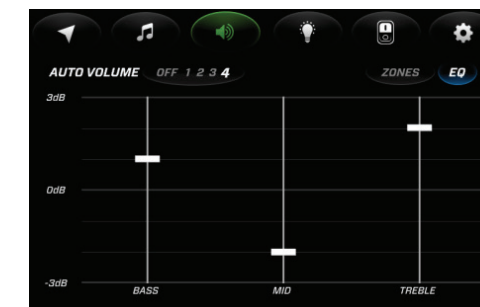 AUTO VOLUME OFF 1 2 3 4 ZONES EQ
3dB
0dB
-3dB
BASS MID TREBLE